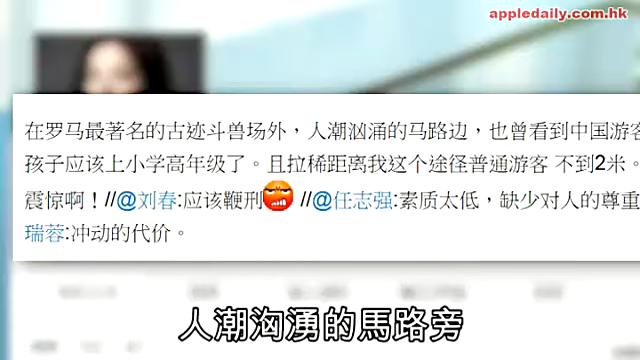 appledaily.com.hk
在罗马最著名的古迹斗兽场外，人潮汹涌的马路边，也曾看到中国游客
孩子应该上小学高年级了。且拉稀距离我这个途径普通游客 不到2米。
震惊啊！//@刘春:应该鞭刑 //@任志强:素质太低，缺少对人的尊重
瑞蓉:冲动的代价。
人潮洶湧的馬路旁